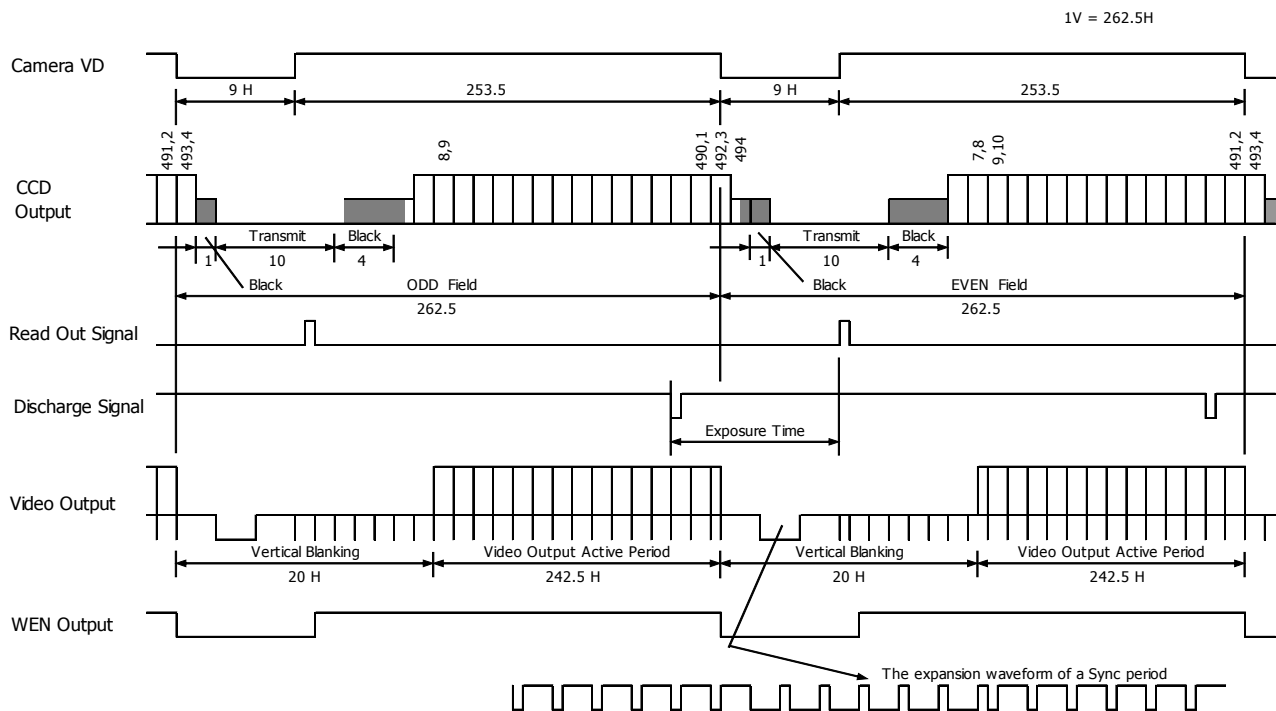 1V = 262.5H
Camera VD
9 H
253.5
9 H
253.5
491,2
493,4
8,9
490,1
492,3
494
7,8
9,10
491,2
493,4
CCD
Output
Transmit
Black
Transmit
Black
1
10
4
1
10
4
Black
ODD Field
Black
EVEN Field
262.5
262.5
Read Out Signal
Discharge Signal
Exposure Time
Video Output
Vertical Blanking
Video Output Active Period
Vertical Blanking
Video Output Active Period
20 H
242.5 H
20 H
242.5 H
WEN Output
The expansion waveform of a Sync period